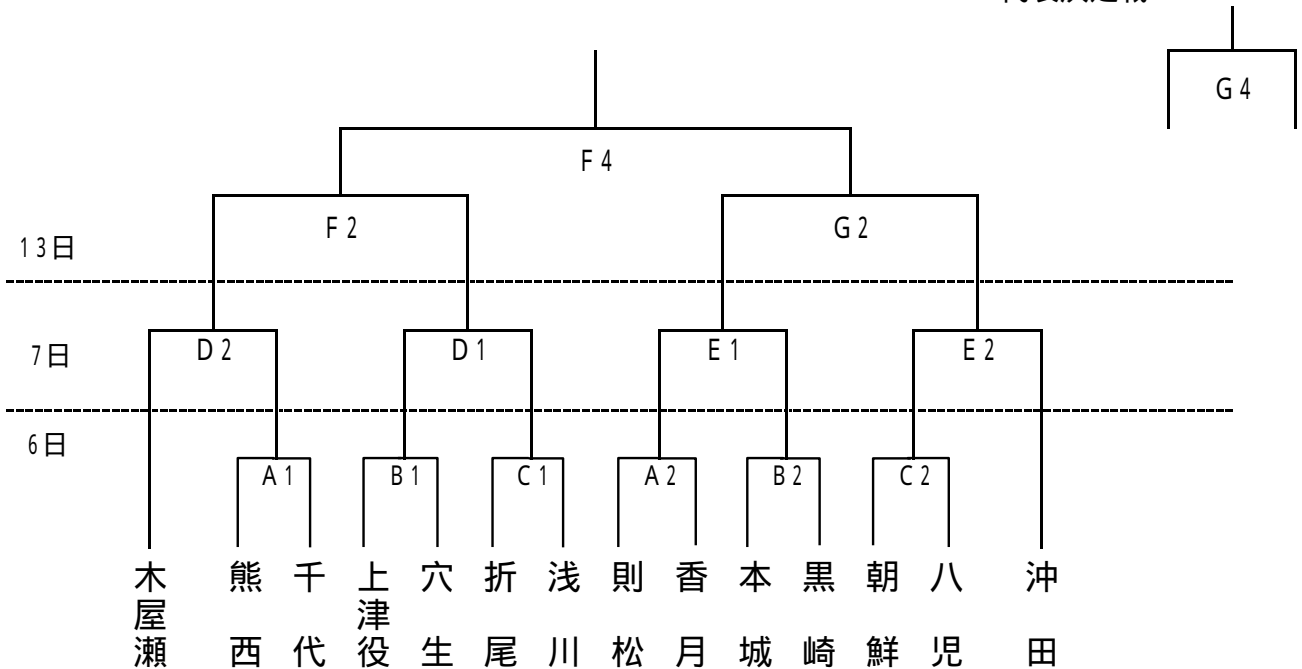 G4
F4
F2
G2
13日
D2
D1
E1
E2
7日
6日
A1
B1
C1
A2
B2
C2
木屋瀬
熊西
千代
上津役
穴生
折尾
浅川
則松
香月
本城
黒崎
朝鮮
八児
沖田